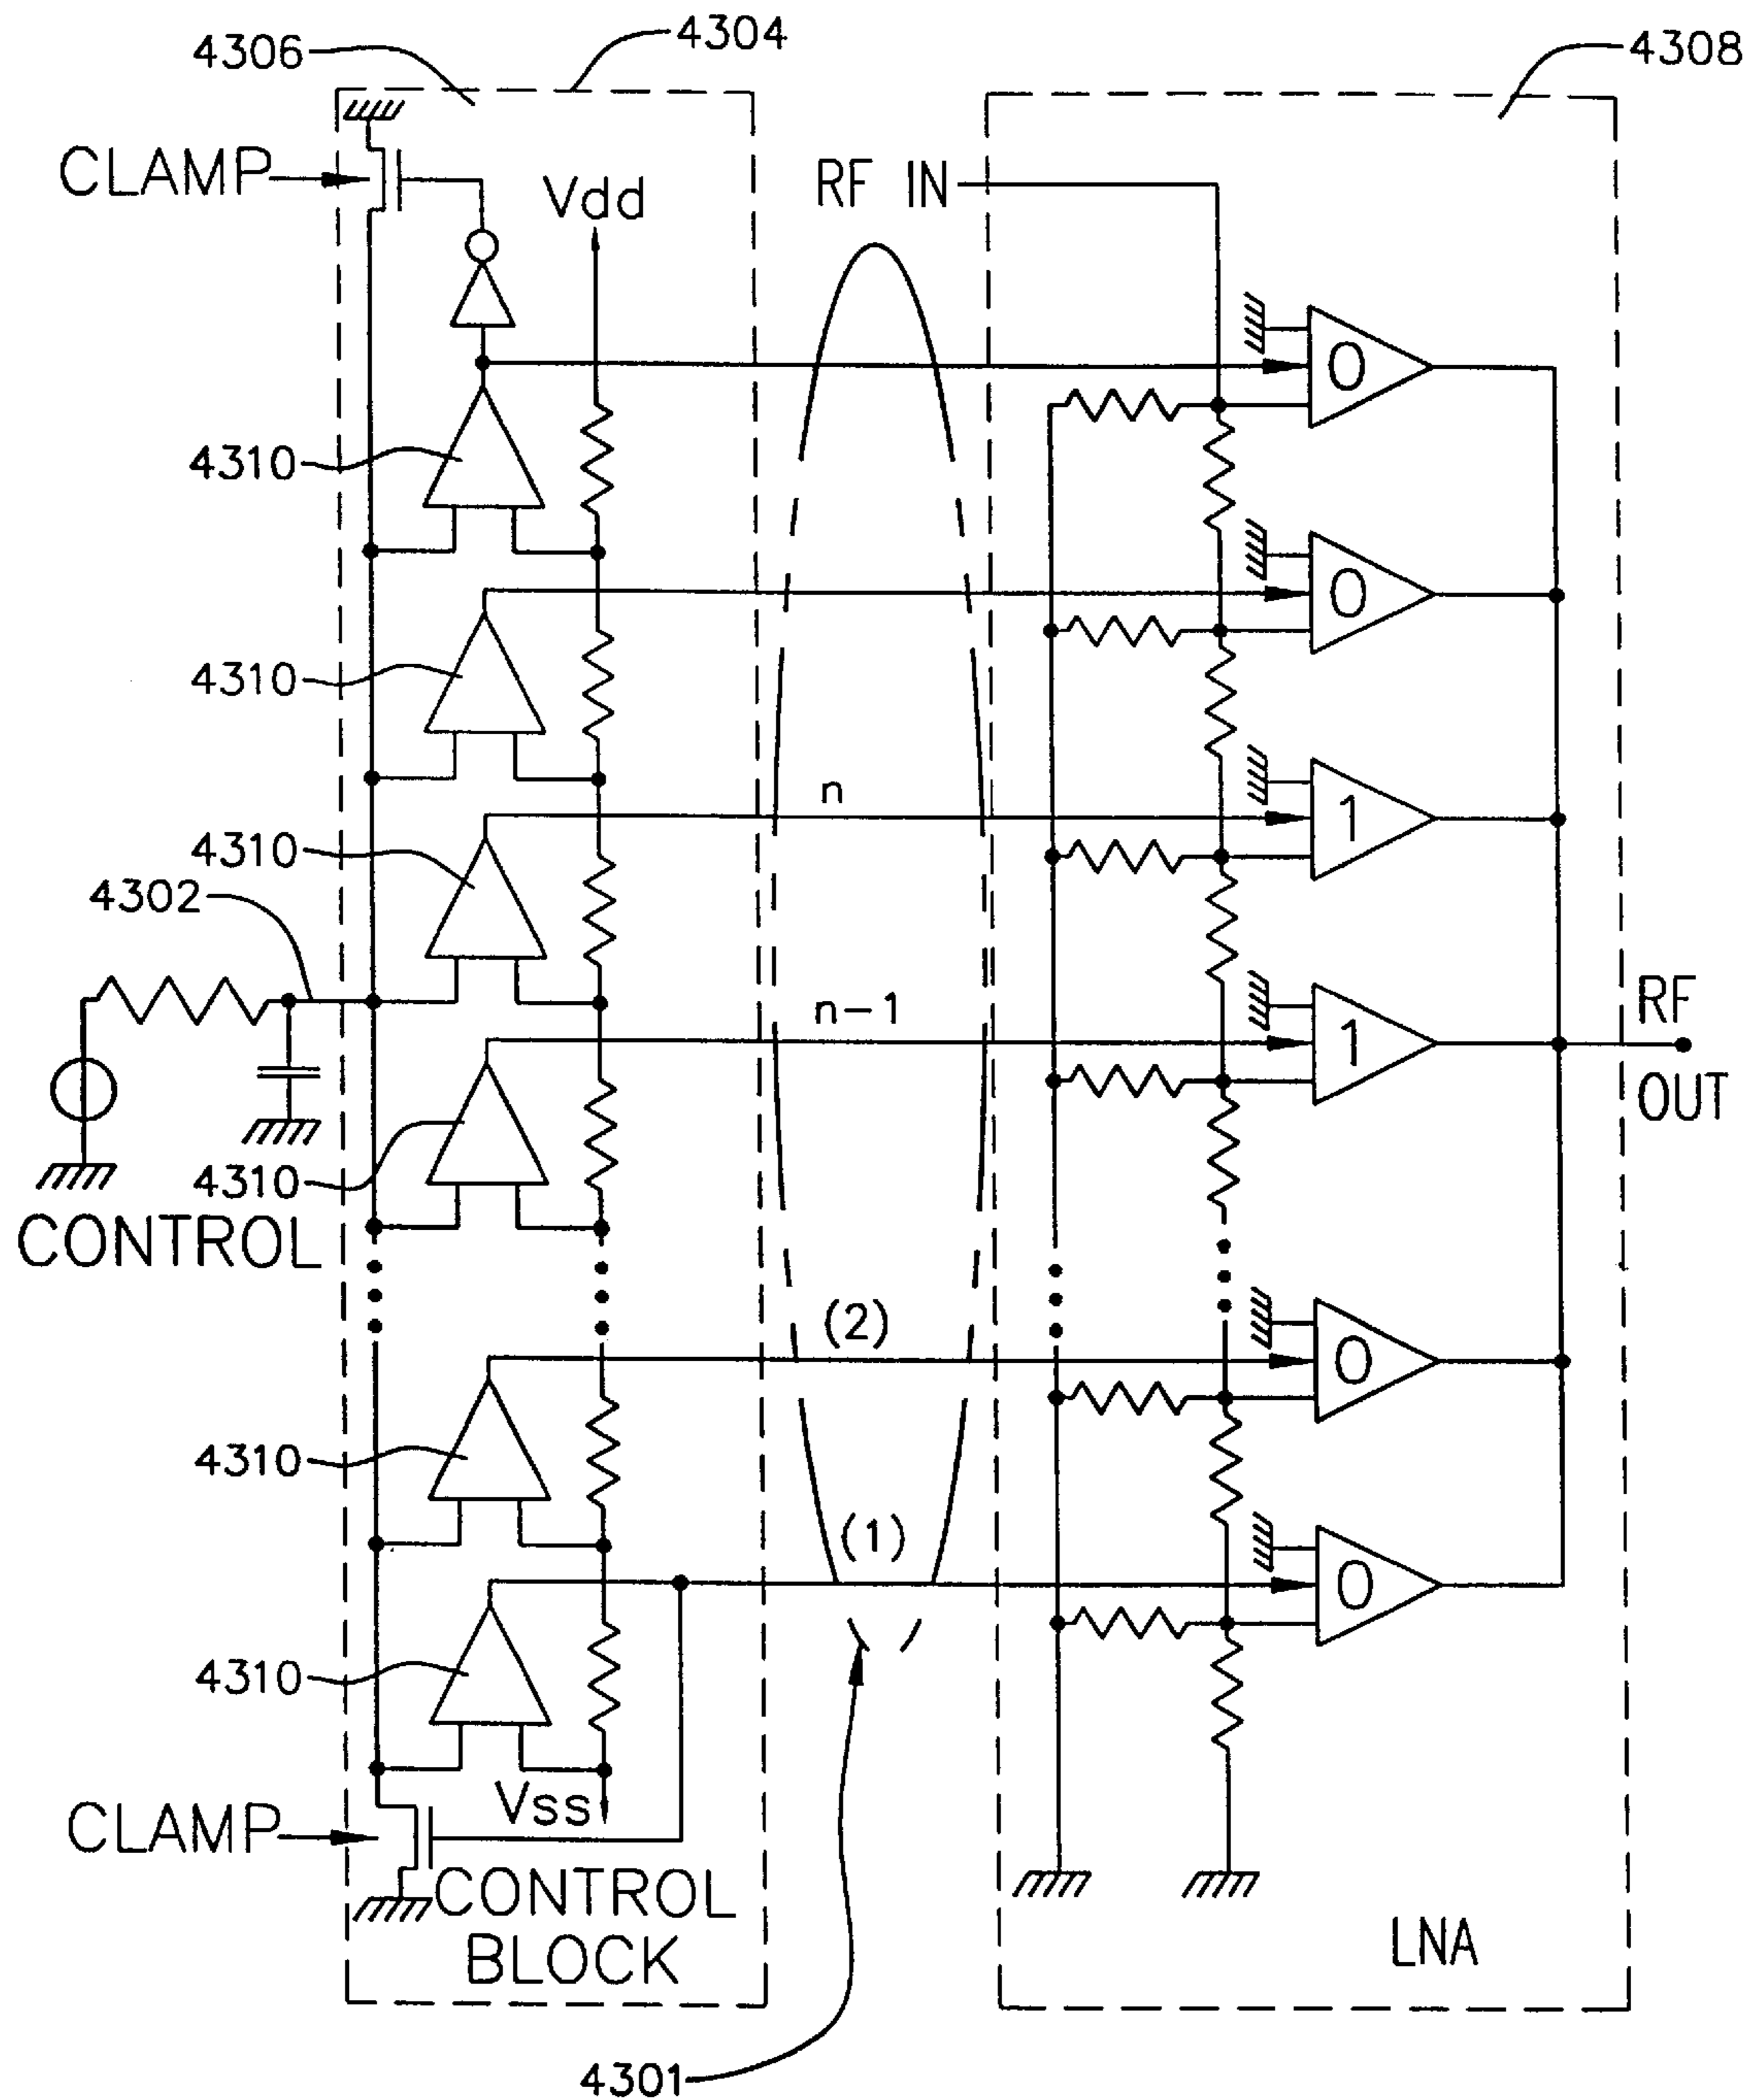 4306
4304
4308
CLAMP
Vdd
RF IN
0
4310
0
4310
n
1
4310
4302
n-1
1
RF
OUT
4310
CONTROL
(2)
0
4310
(1)
0
4310
Vss
CLAMP
CONTROL
BLOCK
LNA
4301